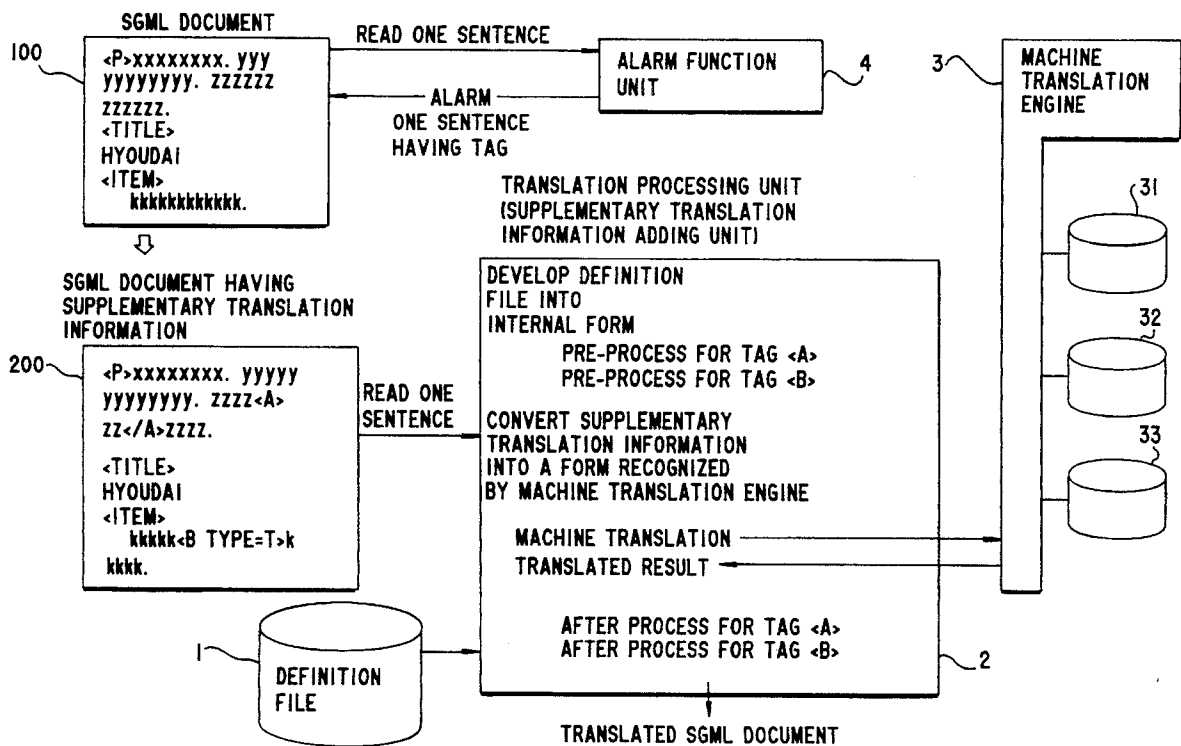 SGML DOCUMENT
100
<P>xxxxxxxx. yyy
yyyyyyyy. zzzzzz
zzzzzz.
<TITLE>
HYOUDAI
<ITEM>
kkkkkkkkkkkk.
READ ONE SENTENCE
ALARM
ONE SENTENCE
HAVING TAG
ALARM FUNCTION
UNIT
4
3
MACHINE
TRANSLATION
ENGINE
31
32
33
SGML DOCUMENT HAVING
SUPPLEMENTARY TRANSLATION
INFORMATION
200
<P>xxxxxxxx. yyyyy
yyyyyyyy. zzzz<A>
zz</A>zzzz.
<TITLE>
HYOUDAI
<ITEM>
kkkkk<B TYPE=T>k
kkkk.
READ ONE
SENTENCE
TRANSLATION PROCESSING UNIT
(SUPPLEMENTARY TRANSLATION
INFORMATION ADDING UNIT)
DEVELOP DEFINITION
FILE INTO
INTERNAL FORM
PRE-PROCESS FOR TAG <A>
PRE-PROCESS FOR TAG <B>
CONVERT SUPPLEMENTARY
TRANSLATION INFORMATION
INTO A FORM RECOGNIZED
BY MACHINE TRANSLATION ENGINE
MACHINE TRANSLATION
TRANSLATED RESULT
AFTER PROCESS FOR TAG <A>
AFTER PROCESS FOR TAG <B>
2
1
DEFINITION
FILE
TRANSLATED SGML DOCUMENT